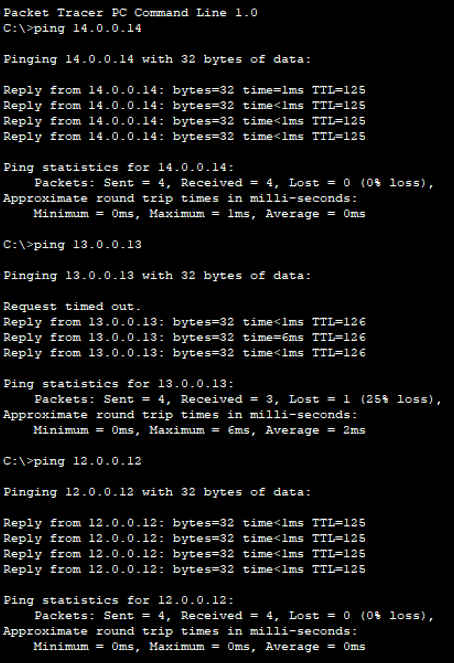 Packet Tracer PC Command Line 1.0
C:\>ping 14.0.0.14
Pinging 14.0.0.14 with 32 bytes of data:
Reply from 14.0.0.14: bytes=32 time=1ms TTL=125
Reply from 14.0.0.14: bytes=32 time<1ms TTL=125
Reply from 14.0.0.14: bytes=32 time<1ms TTL=125
Reply from 14.0.0.14: bytes=32 time<1ms TTL=125
Ping statistics for 14.0.0.14:
    Packets: Sent = 4, Received = 4, Lost = 0 (0% loss),
Approximate round trip times in milli-seconds:
    Minimum = 0ms, Maximum = 1ms, Average = 0ms
C:\>ping 13.0.0.13
Pinging 13.0.0.13 with 32 bytes of data:
Request timed out.
Reply from 13.0.0.13: bytes=32 time<1ms TTL=126
Reply from 13.0.0.13: bytes=32 time=6ms TTL=126
Reply from 13.0.0.13: bytes=32 time<1ms TTL=126
Ping statistics for 13.0.0.13:
    Packets: Sent = 4, Received = 3, Lost = 1 (25% loss),
Approximate round trip times in milli-seconds:
    Minimum = 0ms, Maximum = 6ms, Average = 2ms
C:\>ping 12.0.0.12
Pinging 12.0.0.12 with 32 bytes of data:
Reply from 12.0.0.12: bytes=32 time<1ms TTL=125
Reply from 12.0.0.12: bytes=32 time<1ms TTL=125
Reply from 12.0.0.12: bytes=32 time<1ms TTL=125
Reply from 12.0.0.12: bytes=32 time<1ms TTL=125
Ping statistics for 12.0.0.12:
    Packets: Sent = 4, Received = 4, Lost = 0 (0% loss),
Approximate round trip times in milli-seconds:
    Minimum = 0ms, Maximum = 0ms, Average = 0ms